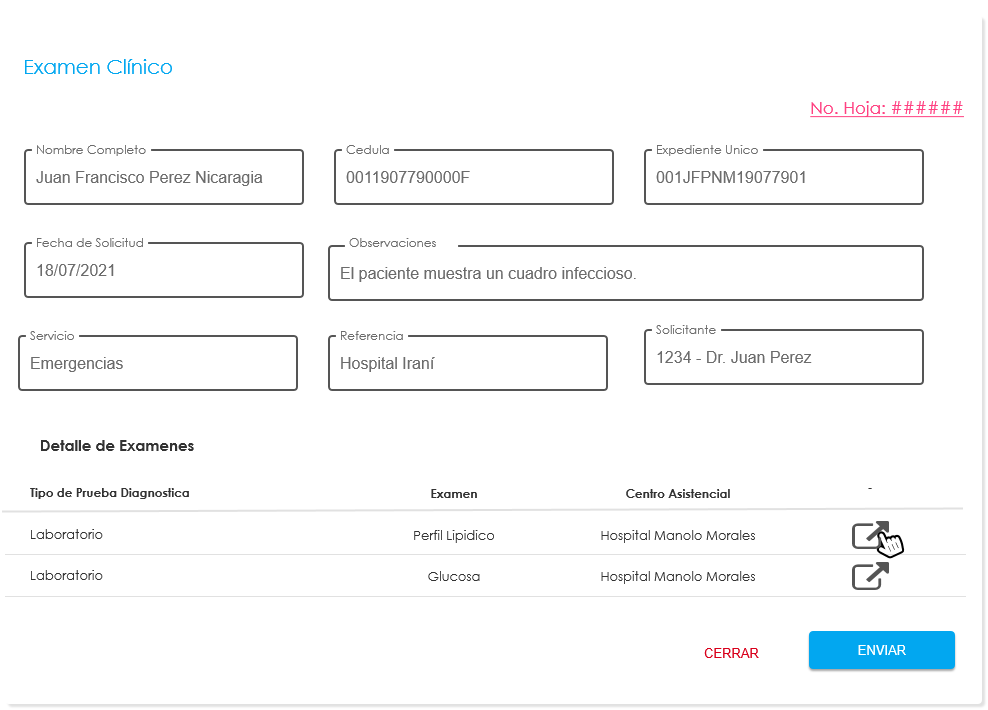 Examen Clínico
No. Hoja: ######
Nombre Completo
Juan Francisco Perez Nicaragia
Cedula
0011907790000F
Expediente Unico
001JFPNM19077901
Fecha de Solicitud
18/07/2021
Observaciones
El paciente muestra un cuadro infeccioso.
Servicio
Emergencias
Referencia
Hospital Iraní
Solicitante
1234 - Dr. Juan Perez
Detalle de Examenes
Tipo de Prueba Diagnostica Examen Centro Asistencial -
Laboratorio Perfil Lipidico Hospital Manolo Morales
Laboratorio Glucosa Hospital Manolo Morales
CERRAR ENVIAR